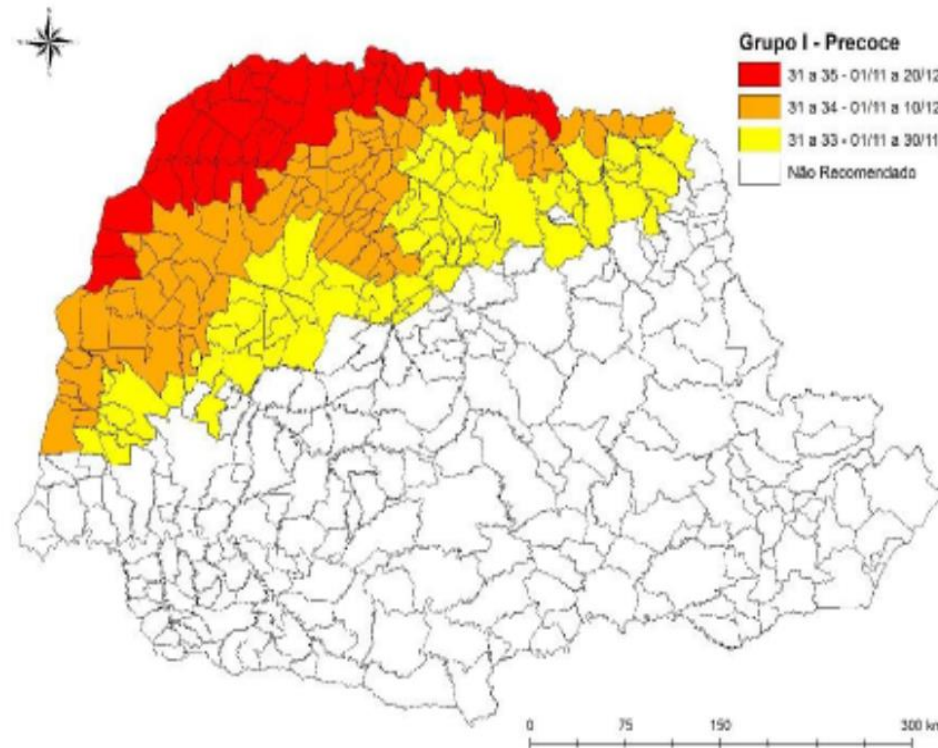 Grupo I - Precoce
31 a 35 - 01/11 a 20/12
31 a 34 - 01/11 a 10/12
31 a 33 - 01/11 a 30/11
Não Recomendado
0 75 150 300 km